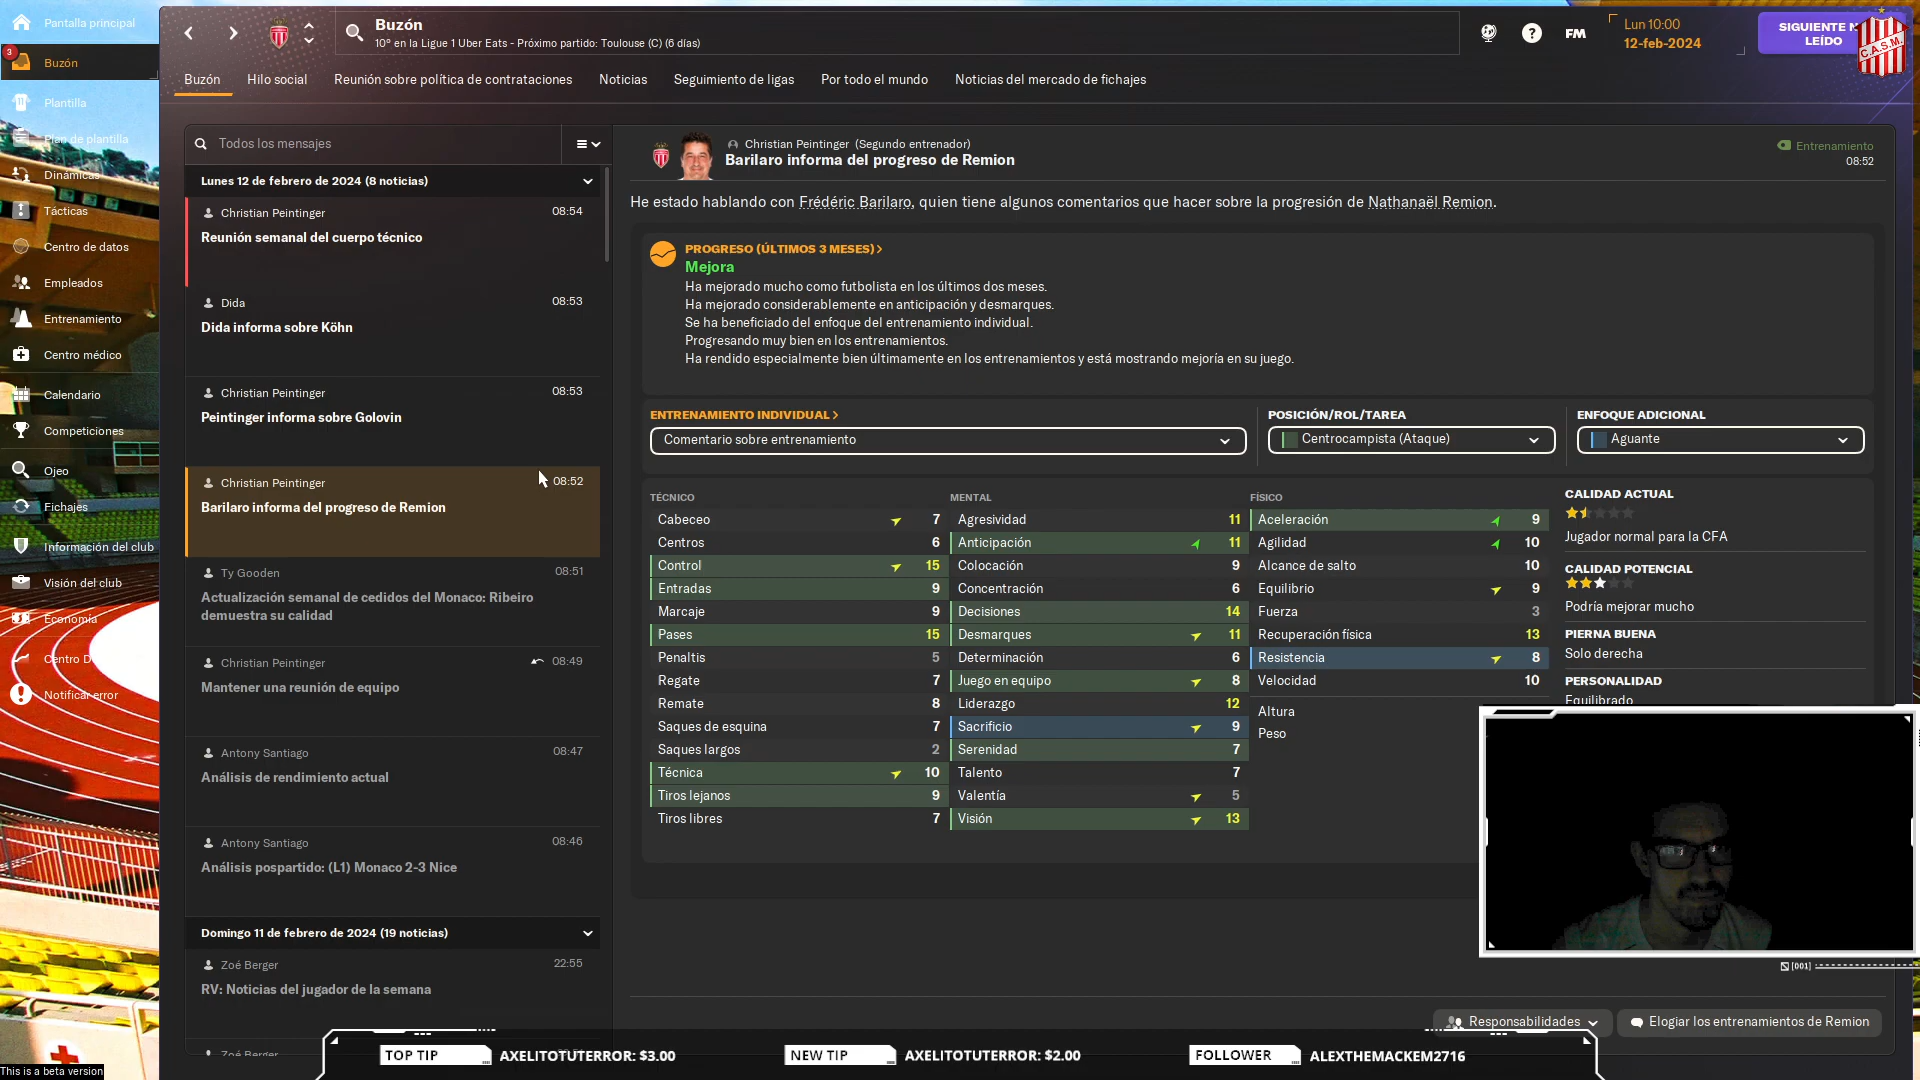 Pantalla principal
3
Buzón
Plantilla
Plan de plantilla
Dinámicas
Tácticas
Centro de datos
Empleados
Entrenamiento
Centro médico
Calendario
Competiciones
Ojeo
Fichajes
Información del club
Visión del club
Economía
Centro D
Notificar error
This is a beta version
Buzón
10º en la Ligue 1 Uber Eats - Próximo partido: Toulouse (C) (6 días)
FM
Lun 10:00
12-feb-2024
SIGUIENTE N
LEÍDO
C.A.S.M.
Buzón
Hilo social
Reunión sobre política de contrataciones
Noticias
Seguimiento de ligas
Por todo el mundo
Noticias del mercado de fichajes
Todos los mensajes
Lunes 12 de febrero de 2024 (8 noticias)
Christian Peintinger 08:54
Reunión semanal del cuerpo técnico
Dida 08:53
Dida informa sobre Köhn
Christian Peintinger 08:53
Peintinger informa sobre Golovin
Christian Peintinger 08:52
Barilaro informa del progreso de Remion
Ty Gooden 08:51
Actualización semanal de cedidos del Monaco: Ribeiro
demuestra su calidad
Christian Peintinger 08:49
Mantener una reunión de equipo
Antony Santiago 08:47
Análisis de rendimiento actual
Antony Santiago 08:46
Análisis pospartido: (L1) Monaco 2-3 Nice
Domingo 11 de febrero de 2024 (19 noticias)
Zoé Berger 22:55
RV: Noticias del jugador de la semana
Zoé Berger
Christian Peintinger (Segundo entrenador)
Barilaro informa del progreso de Remion
Entrenamiento
08:52
He estado hablando con Frédéric Barilaro, quien tiene algunos comentarios que hacer sobre la progresión de Nathanaël Remion.
PROGRESO (ÚLTIMOS 3 MESES) >
Mejora
Ha mejorado mucho como futbolista en los últimos dos meses.
Ha mejorado considerablemente en anticipación y desmarques.
Se ha beneficiado del enfoque del entrenamiento individual.
Progresando muy bien en los entrenamientos.
Ha rendido especialmente bien últimamente en los entrenamientos y está mostrando mejoría en su juego.
ENTRENAMIENTO INDIVIDUAL >
Comentario sobre entrenamiento
POSICIÓN/ROL/TAREA
Centrocampista (Ataque)
ENFOQUE ADICIONAL
Aguante
TÉCNICO
Cabeceo 7
Centros 6
Control 15
Entradas 9
Marcaje 9
Pases 15
Penaltis 5
Regate 7
Remate 8
Saques de esquina 7
Saques largos 2
Técnica 10
Tiros lejanos 9
Tiros libres 7
MENTAL
Agresividad 11
Anticipación 11
Colocación 9
Concentración 6
Decisiones 14
Desmarques 11
Determinación 6
Juego en equipo 8
Liderazgo 12
Sacrificio 9
Serenidad 7
Talento 7
Valentía 5
Visión 13
FÍSICO
Aceleración 9
Agilidad 10
Alcance de salto 10
Equilibrio 9
Fuerza 3
Recuperación física 13
Resistencia 8
Velocidad 10
Altura
Peso
CALIDAD ACTUAL
Jugador normal para la CFA
CALIDAD POTENCIAL
Podría mejorar mucho
PIERNA BUENA
Solo derecha
PERSONALIDAD
Equilibrado
[001]
Responsabilidades
Elogiar los entrenamientos de Remion
TOP TIP
AXELITOTUTERROR: $3.00
NEW TIP
AXELITOTUTERROR: $2.00
FOLLOWER
ALEXTHEMACKEM2716